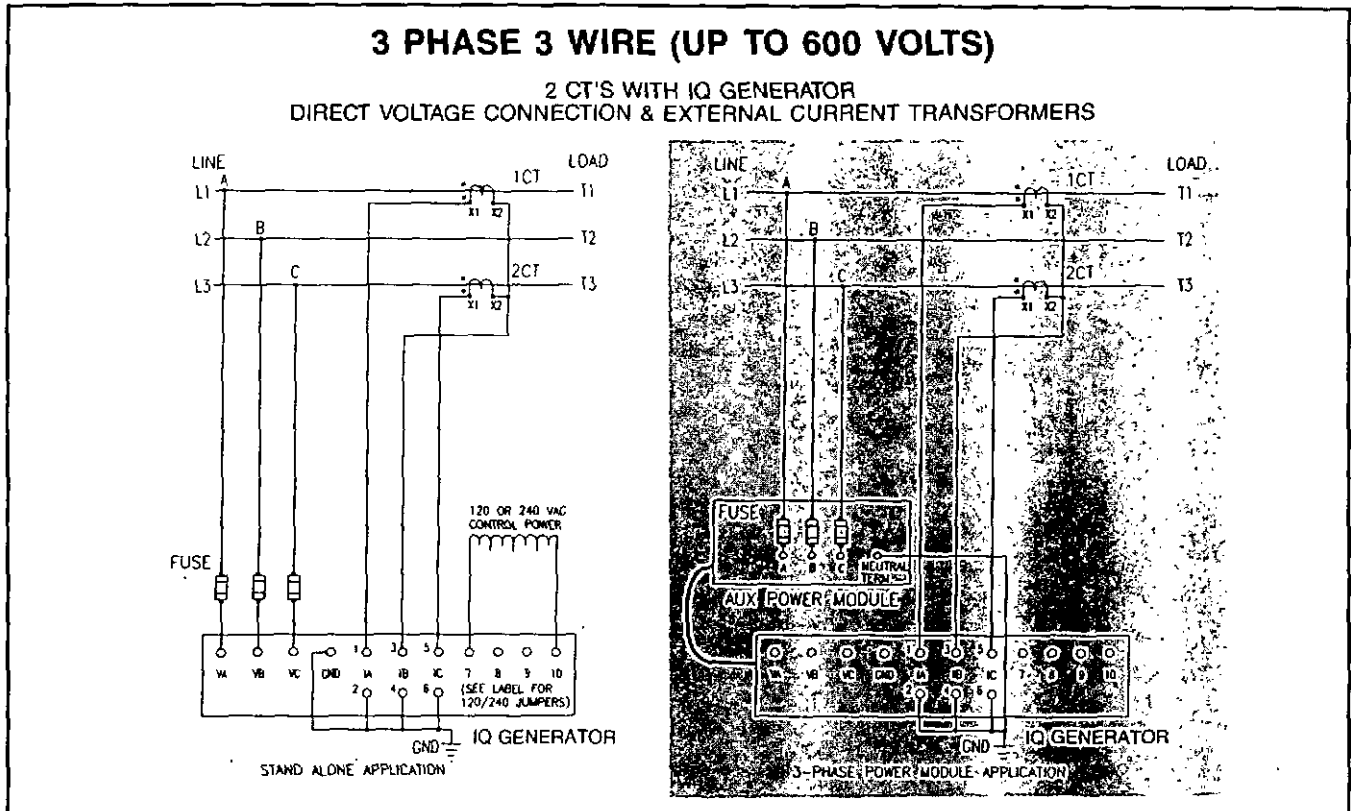 3 PHASE 3 WIRE (UP TO 600 VOLTS)
2 CT'S WITH IQ GENERATOR
DIRECT VOLTAGE CONNECTION & EXTERNAL CURRENT TRANSFORMERS
LINE
LOAD
A
1CT
L1
T1
X1 X2
B
L2
T2
C
2CT
L3
T3
X1 X2
120 OR 240 VAC
CONTROL POWER
FUSE
1 3 5
VA VB VC GND IA IB IC 7 8 9 10
2 4 6
(SEE LABEL FOR
120/240 JUMPERS)
GND
IQ GENERATOR
STAND ALONE APPLICATION
LINE
LOAD
A
1CT
L1
T1
X1 X2
B
L2
T2
C
2CT
L3
T3
X1 X2
FUSE
A B C NEUTRAL
TERM
AUX POWER MODULE
1 3 5
VA VB VC GND IA IB IC 7 8 9 10
2 4 6
GND
IQ GENERATOR
3-PHASE POWER MODULE APPLICATION